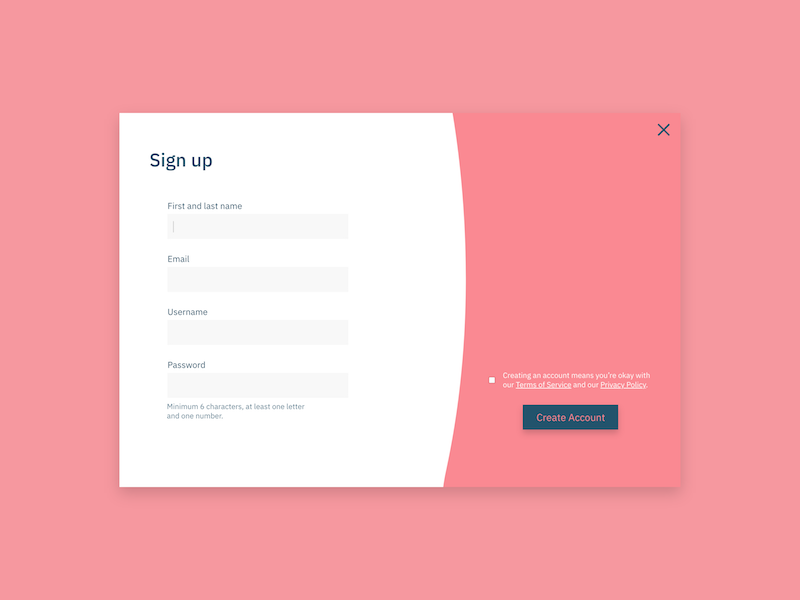 Sign up
First and last name
Email
Username
Password
Minimum 6 characters, at least one letter
and one number.
Creating an account means you're okay with
our Terms of Service and our Privacy Policy.
Create Account